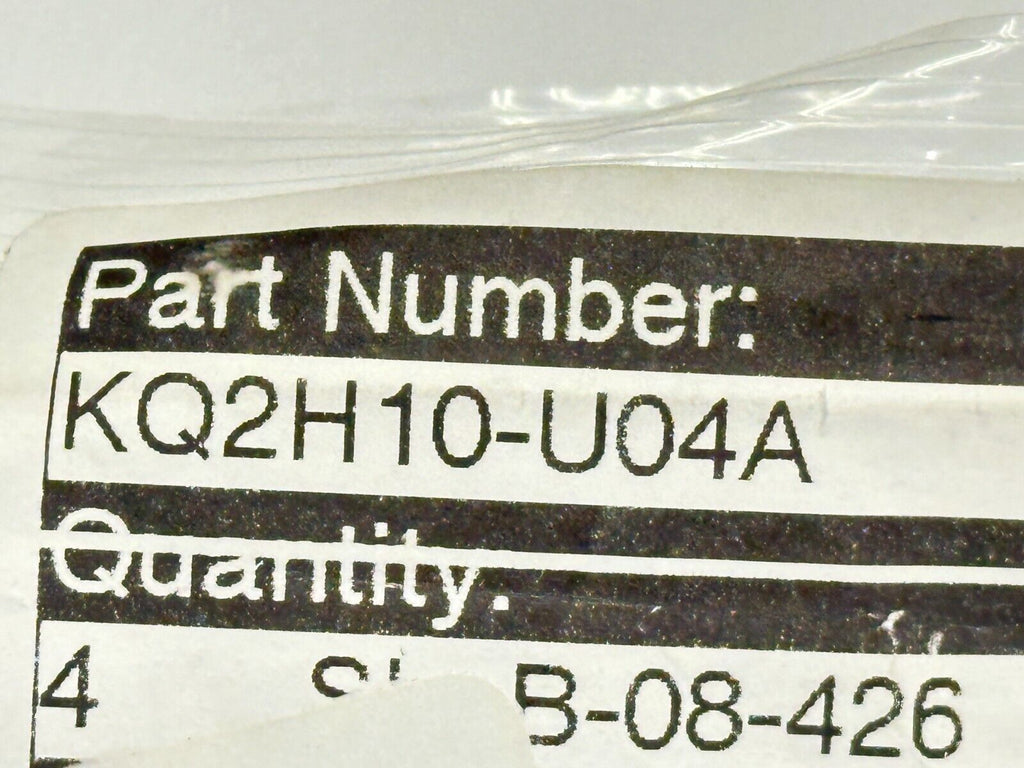 Part Number:
KQ2H10-U04A
Quantity:
4 B-08-426